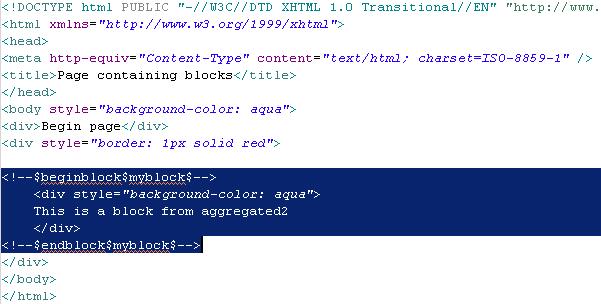 <!DOCTYPE html PUBLIC "-//W3C//DTD XHTML 1.0 Transitional//EN" "http://www.
<html xmlns="http://www.w3.org/1999/xhtml">
<head>
<meta http-equiv="Content-Type" content="text/html; charset=ISO-8859-1" />
<title>Page containing blocks</title>
</head>
<body style="background-color: aqua">
<div>Begin page</div>
<div style="border: 1px solid red">
<!--$beginblock$myblock$-->
<div style="background-color: aqua">
This is a block from aggregated2
</div>
<!--$endblock$myblock$-->
</div>
</body>
</html>